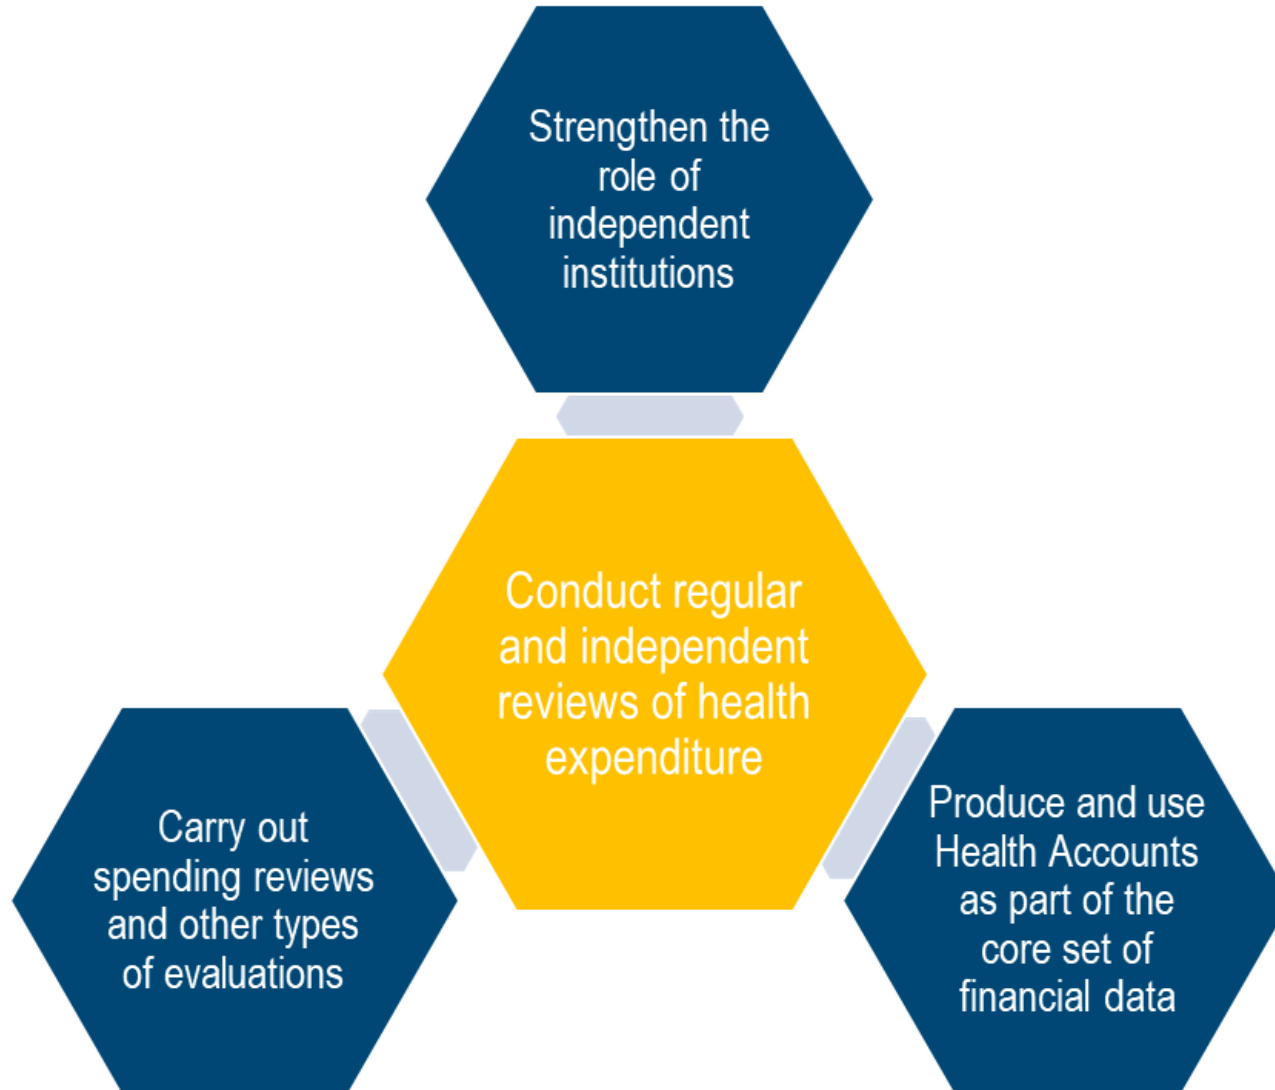 Strengthen the
role of
independent
institutions
Conduct regular
and independent
reviews of health
expenditure
Carry out
spending reviews
and other types
of evaluations
Produce and use
Health Accounts
as part of the
core set of
financial data